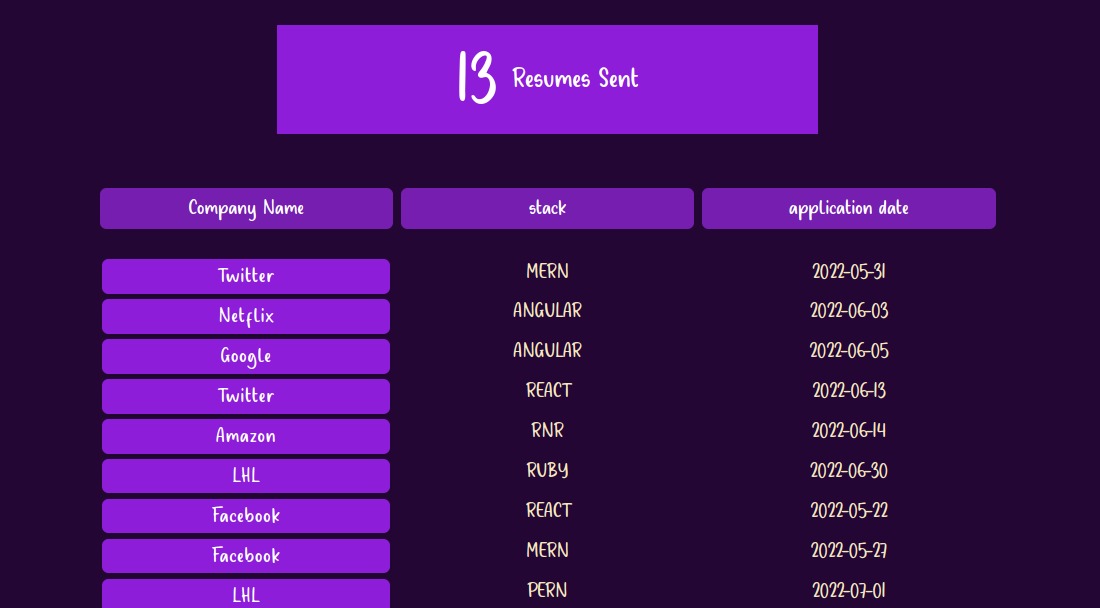 13 Resumes Sent
Company Name stack application date
Twitter MERN 2022-05-31
Netflix ANGULAR 2022-06-03
Google ANGULAR 2022-06-05
Twitter REACT 2022-06-13
Amazon RNR 2022-06-14
LHL RUBY 2022-06-30
Facebook REACT 2022-05-22
Facebook MERN 2022-05-27
LHL PERN 2022-07-01